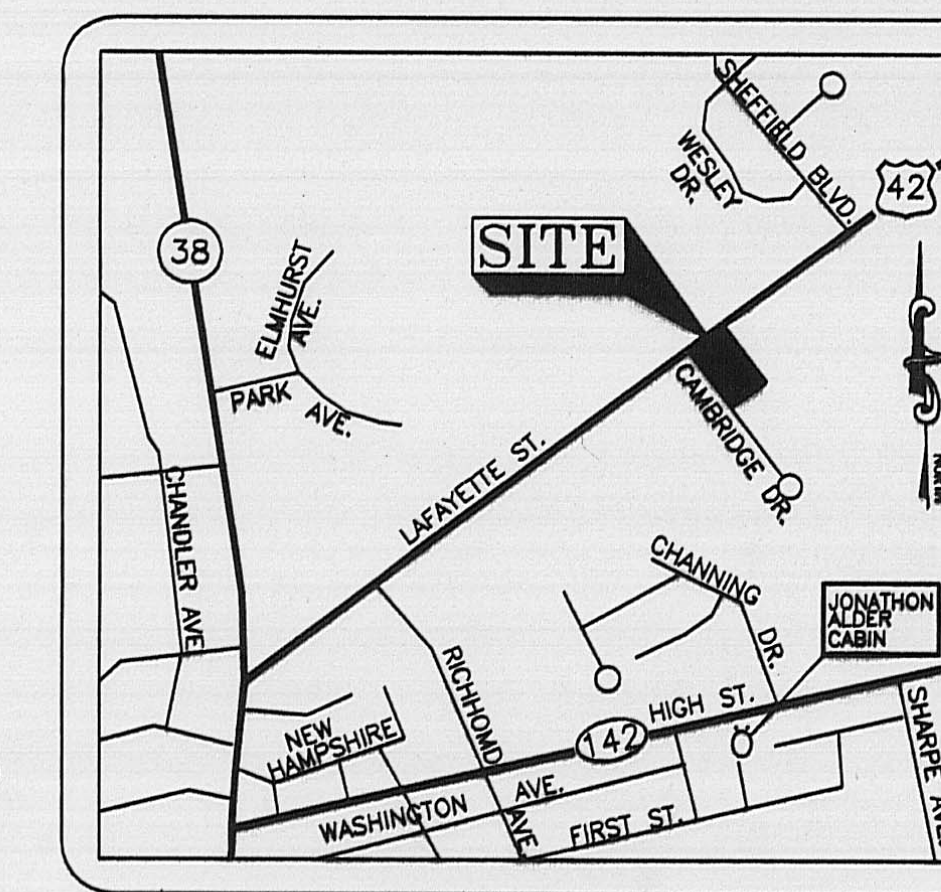 SHEFFIELD BLVD.
WESLEY
DR.
42
SITE
38
ELMHURST
AVE.
PARK AVE.
CAMBRIDGE DR.
LAFAYETTE ST.
CHANDLER AVE
CHANNING DR.
JONATHON
ALDER
CABIN
RICHHOMD AVE.
HIGH ST.
142
SHARPE AVE.
NEW
HAMPSHIRE
WASHINGTON AVE.
FIRST ST.